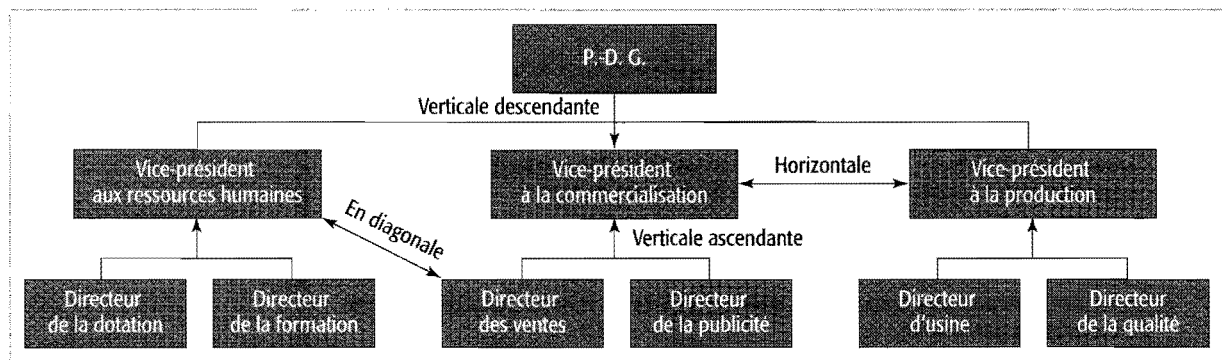 P.-D. G.
Verticale descendante
Vice-président
aux ressources humaines
Vice-président
à la commercialisation
Horizontale
Vice-président
à la production
En diagonale
Verticale ascendante
Directeur
de la dotation
Directeur
de la formation
Directeur
des ventes
Directeur
de la publicité
Directeur
d'usine
Directeur
de la qualité